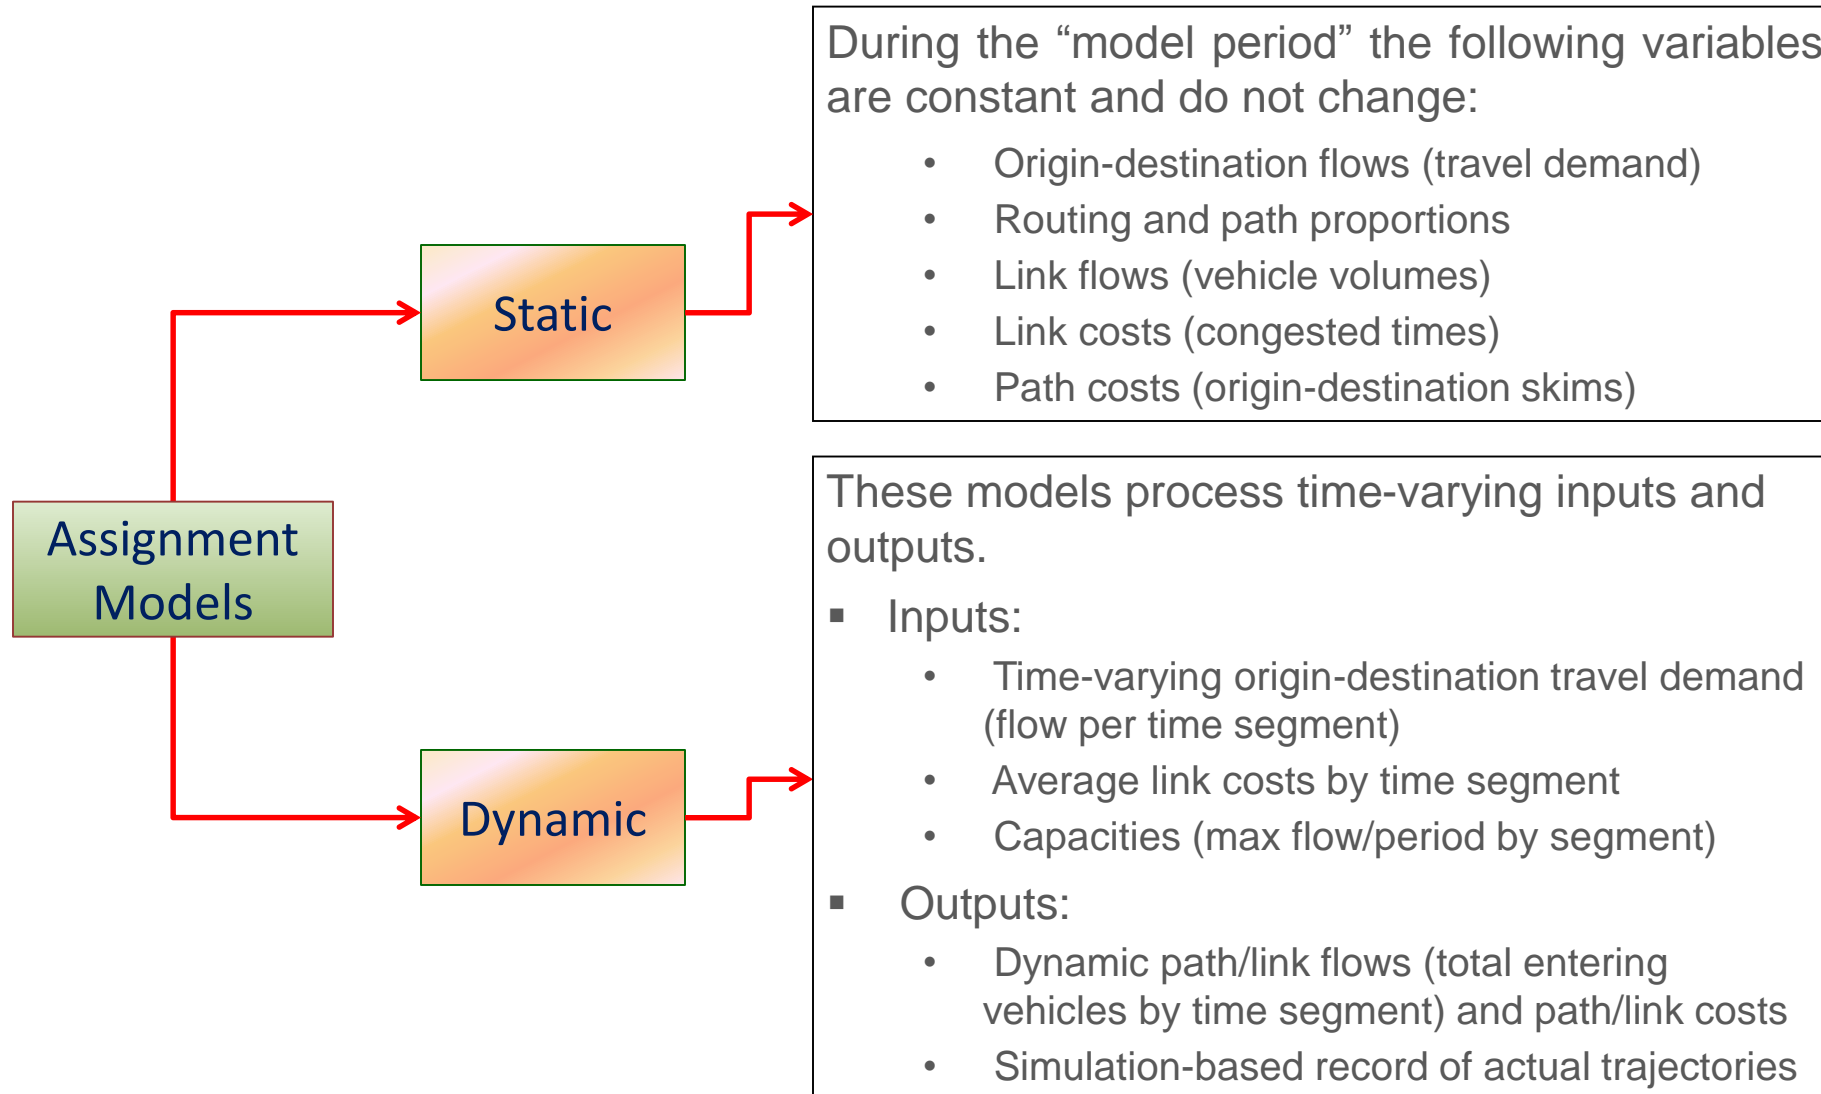 During the “model period” the following variables
are constant and do not change:
• Origin-destination flows (travel demand)
• Routing and path proportions
• Link flows (vehicle volumes)
• Link costs (congested times)
• Path costs (origin-destination skims)
Static
Assignment
Models
These models process time-varying inputs and
outputs.
▪ Inputs:
• Time-varying origin-destination travel demand
(flow per time segment)
• Average link costs by time segment
• Capacities (max flow/period by segment)
▪ Outputs:
• Dynamic path/link flows (total entering
vehicles by time segment) and path/link costs
• Simulation-based record of actual trajectories
Dynamic